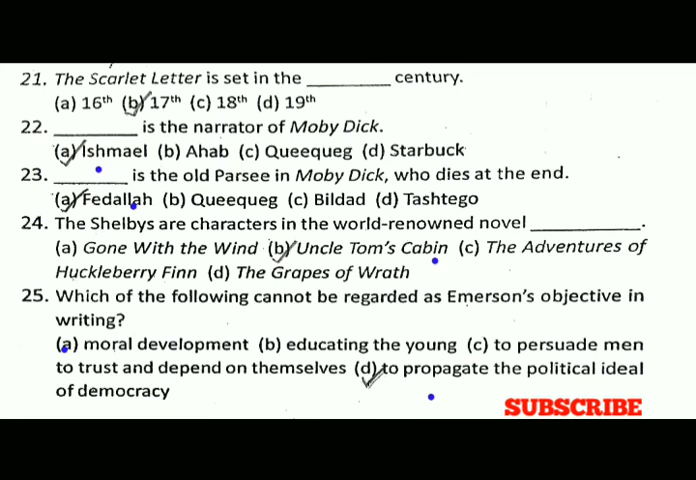 21. The Scarlet Letter is set in the _________ century.
(a) 16th (b) 17th (c) 18th (d) 19th
22. _________ is the narrator of Moby Dick.
(a) Ishmael (b) Ahab (c) Queequeg (d) Starbuck
23. ________ is the old Parsee in Moby Dick, who dies at the end.
(a) Fedallah (b) Queequeg (c) Bildad (d) Tashtego
24. The Shelbys are characters in the world-renowned novel ____________.
(a) Gone With the Wind (b) Uncle Tom's Cabin (c) The Adventures of
Huckleberry Finn (d) The Grapes of Wrath
25. Which of the following cannot be regarded as Emerson's objective in
writing?
(a) moral development (b) educating the young (c) to persuade men
to trust and depend on themselves (d) to propagate the political ideal
of democracy
SUBSCRIBE